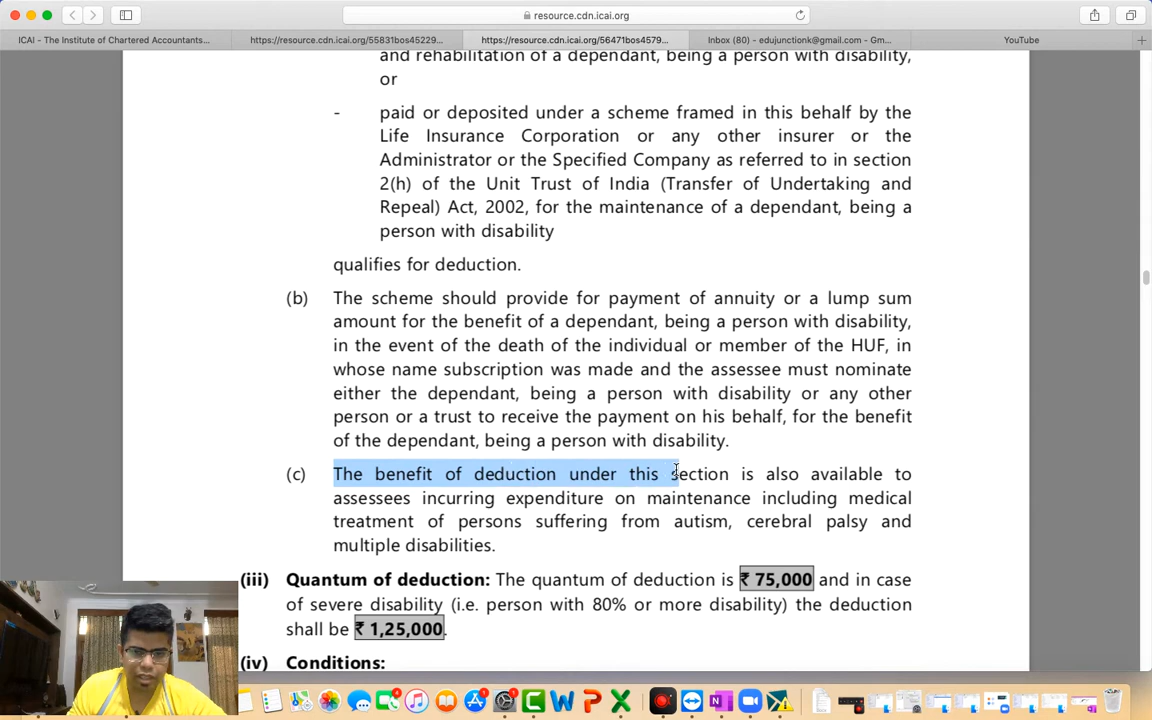 resource.cdn.icai.org
ICAI - The Institute of Chartered Accountants...
https://resource.cdn.icai.org/55831bos45229...
https://resource.cdn.icai.org/56471bos4579...
Inbox (80) - edujunctionk@gmail.com - Gm...
YouTube
and rehabilitation of a dependant, being a person with disability,
or
- paid or deposited under a scheme framed in this behalf by the
Life Insurance Corporation or any other insurer or the
Administrator or the Specified Company as referred to in section
2(h) of the Unit Trust of India (Transfer of Undertaking and
Repeal) Act, 2002, for the maintenance of a dependant, being a
person with disability
qualifies for deduction.
(b) The scheme should provide for payment of annuity or a lump sum
amount for the benefit of a dependant, being a person with disability,
in the event of the death of the individual or member of the HUF, in
whose name subscription was made and the assessee must nominate
either the dependant, being a person with disability or any other
person or a trust to receive the payment on his behalf, for the benefit
of the dependant, being a person with disability.
(c) The benefit of deduction under this section is also available to
assessees incurring expenditure on maintenance including medical
treatment of persons suffering from autism, cerebral palsy and
multiple disabilities.
(iii) Quantum of deduction: The quantum of deduction is ₹ 75,000 and in case
of severe disability (i.e. person with 80% or more disability) the deduction
shall be ₹ 1,25,000.
(iv) Conditions: